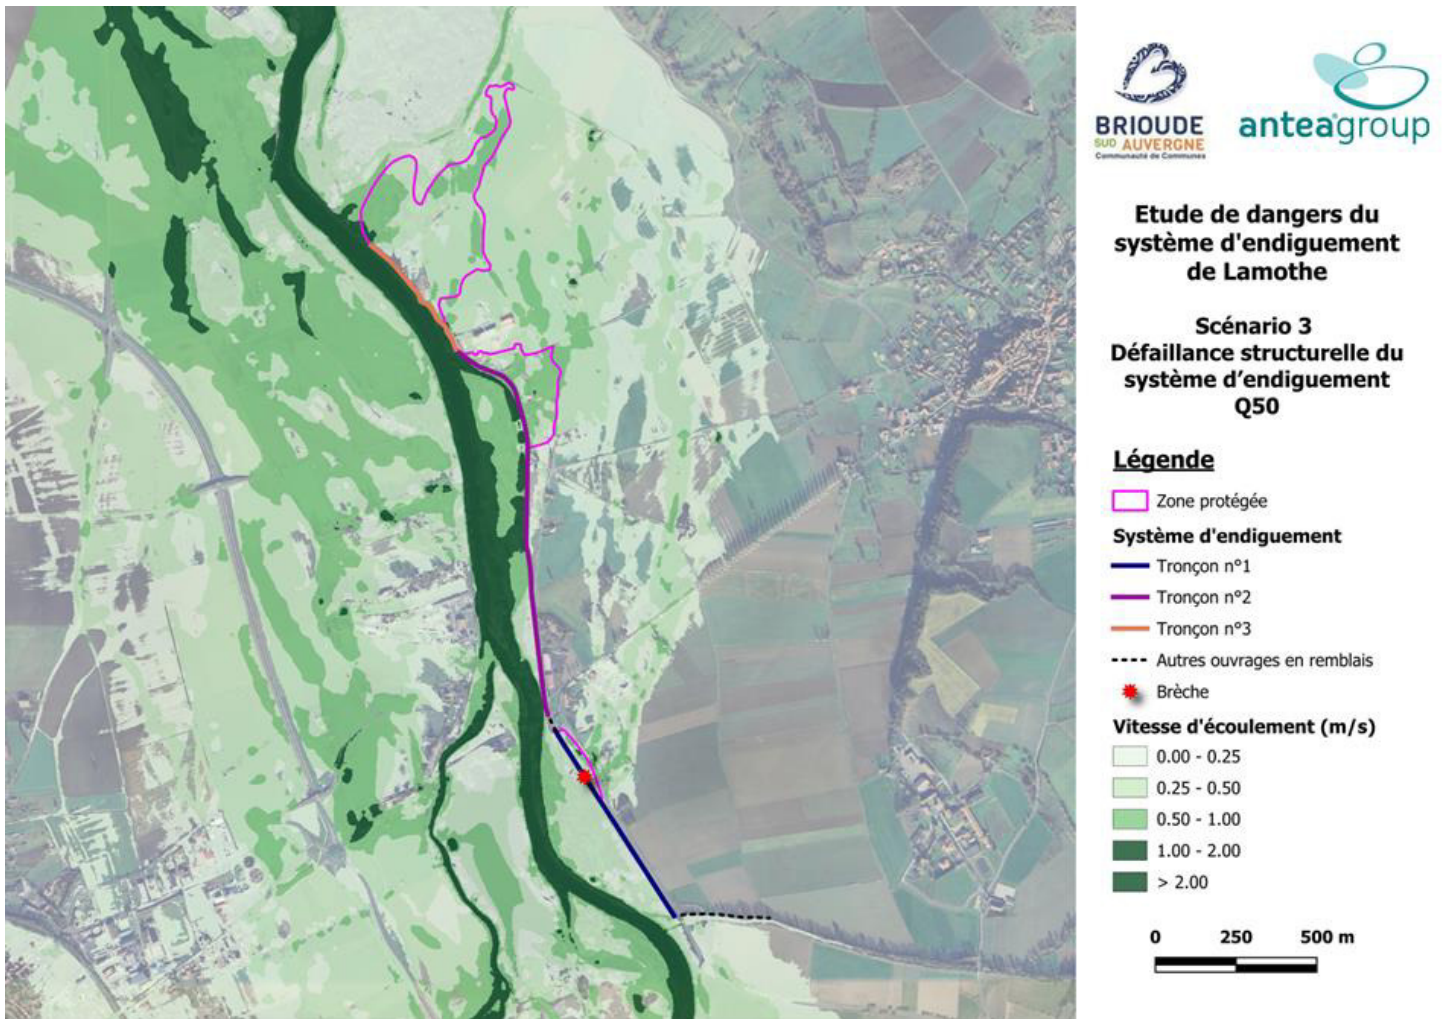 BRIOUDE
SUD AUVERGNE
Communauté de Communes
anteagroup
Etude de dangers du
système d'endiguement
de Lamothe
Scénario 3
Défaillance structurelle du
système d’endiguement
Q50
Légende
Zone protégée
Système d'endiguement
Tronçon n°1
Tronçon n°2
Tronçon n°3
Autres ouvrages en remblais
Brèche
Vitesse d'écoulement (m/s)
0.00 - 0.25
0.25 - 0.50
0.50 - 1.00
1.00 - 2.00
> 2.00
0 250 500 m